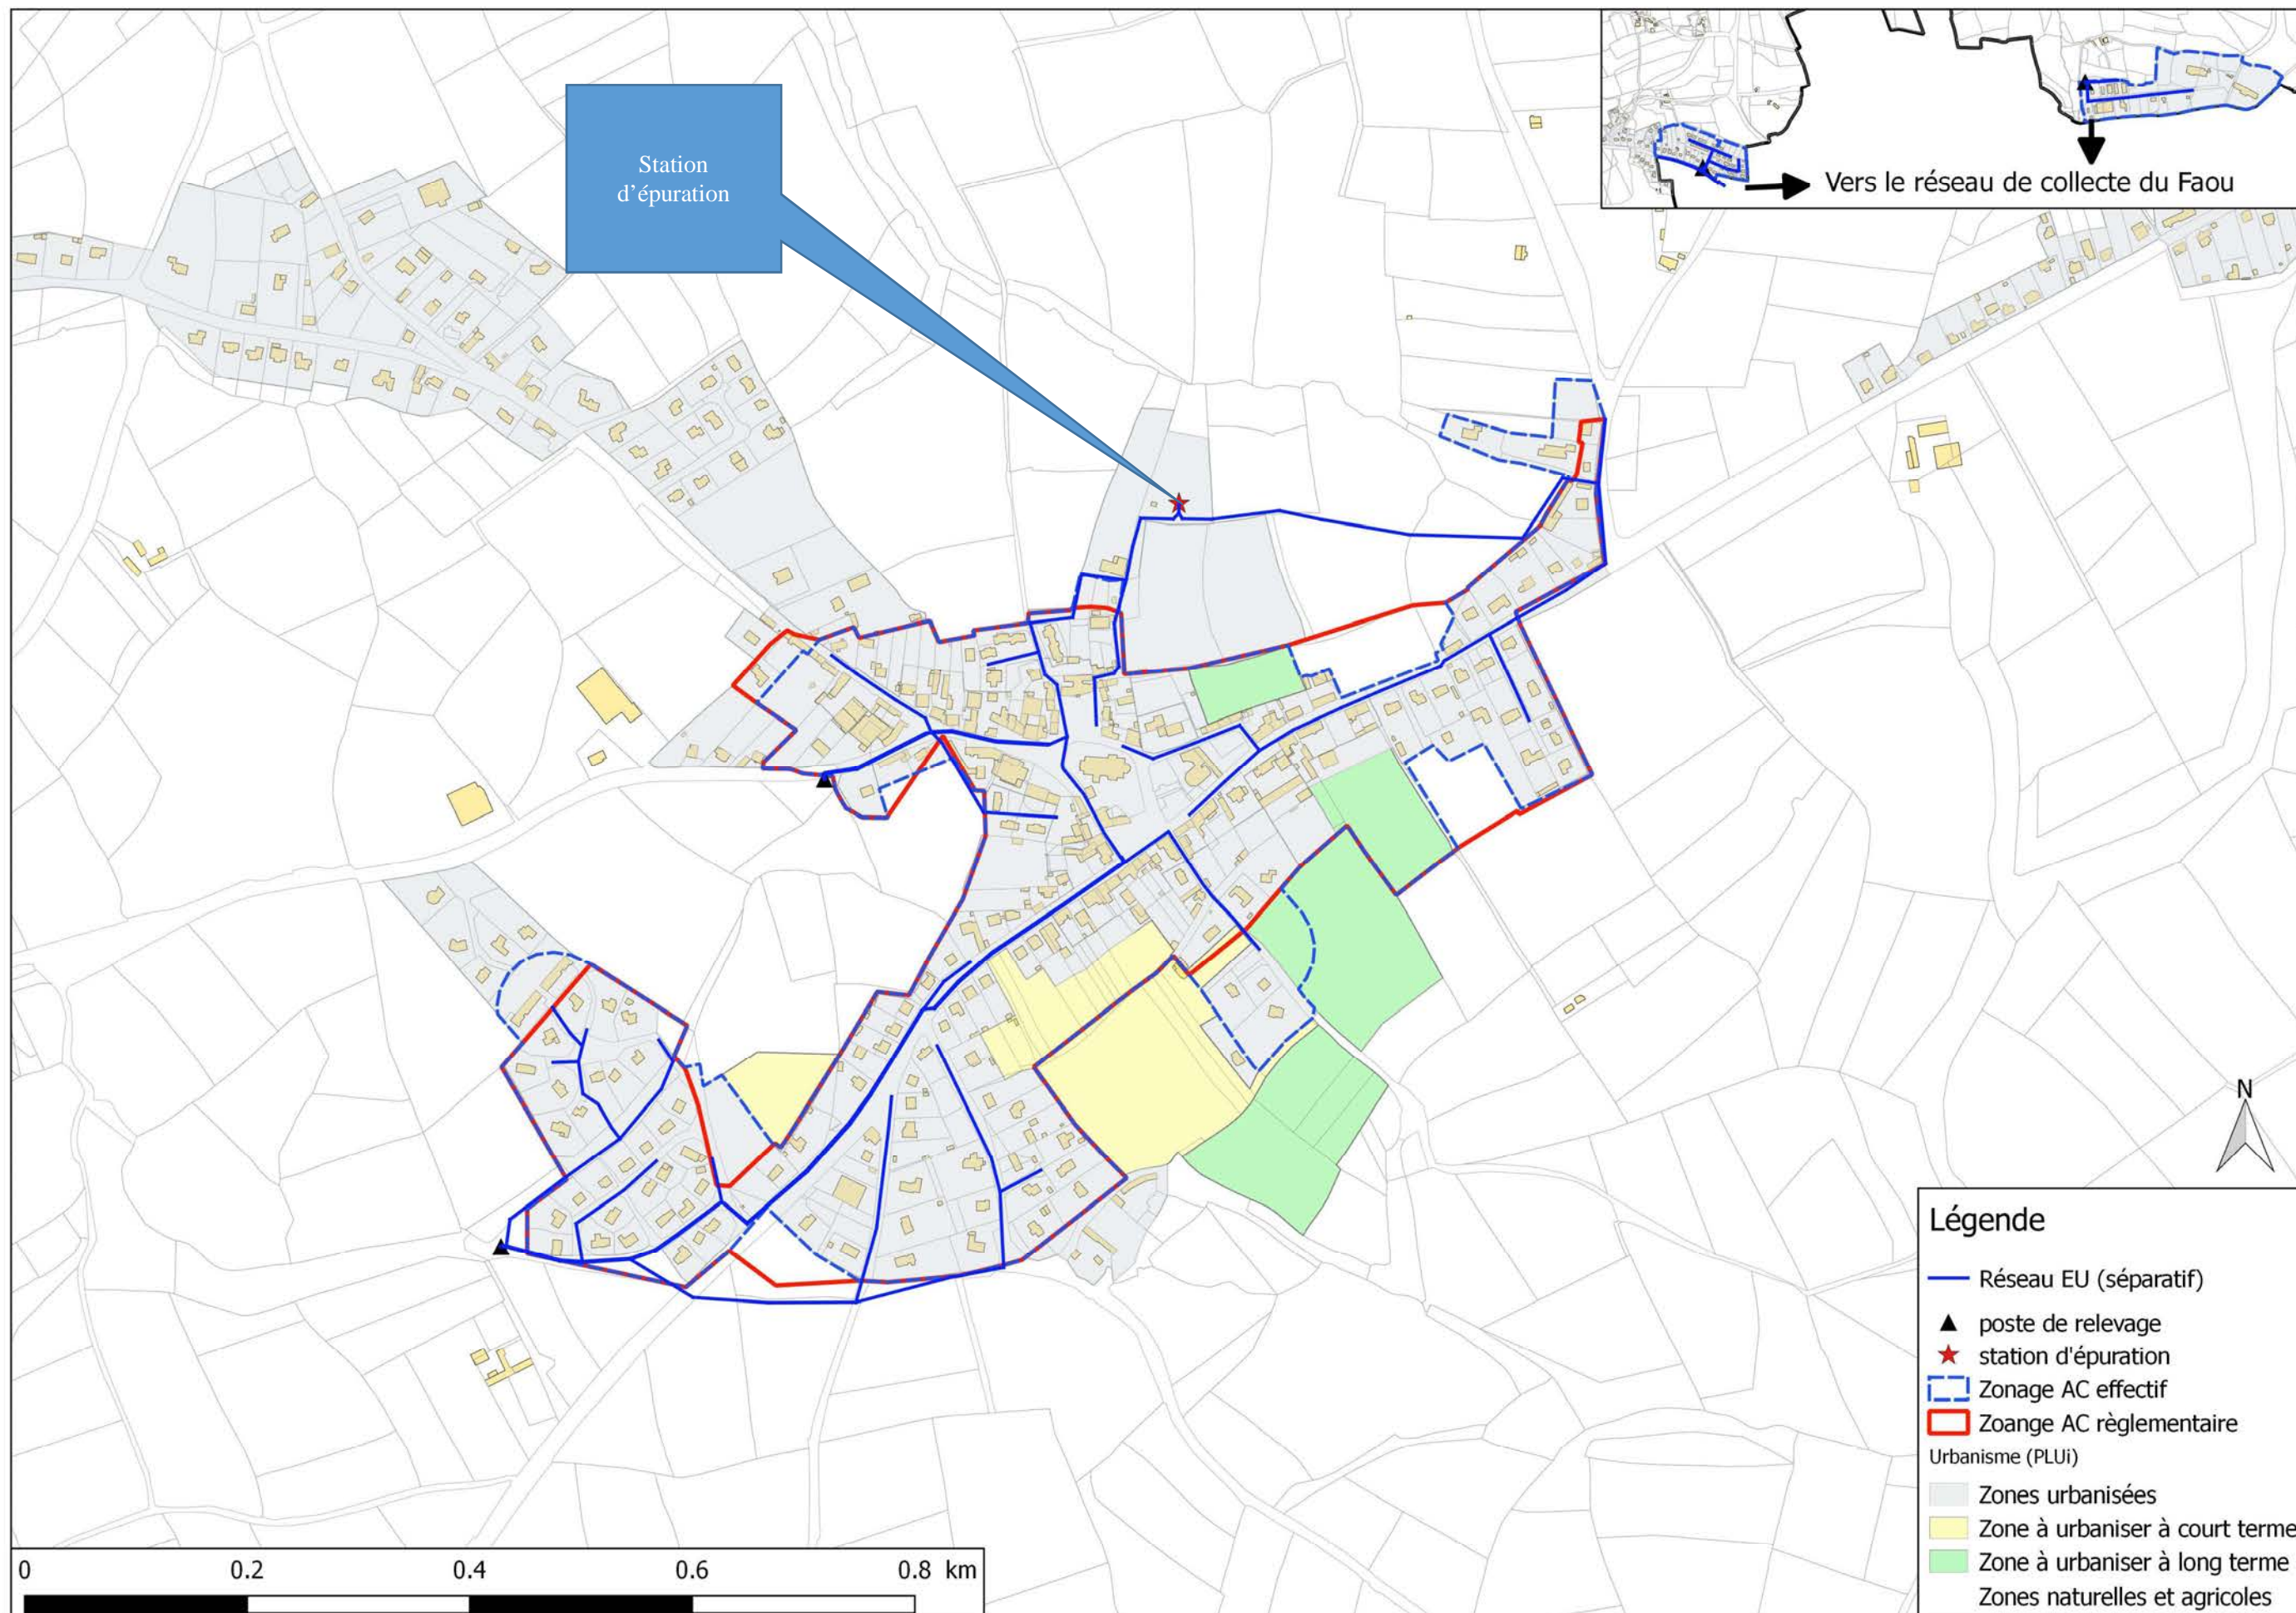 Station
d'épuration
Vers le réseau de collecte du Faou
N
Légende
Réseau EU (séparatif)
poste de relevage
station d'épuration
Zonage AC effectif
Zoange AC règlementaire
Urbanisme (PLUi)
Zones urbanisées
Zone à urbaniser à court terme
Zone à urbaniser à long terme
Zones naturelles et agricoles
0 0.2 0.4 0.6 0.8 km